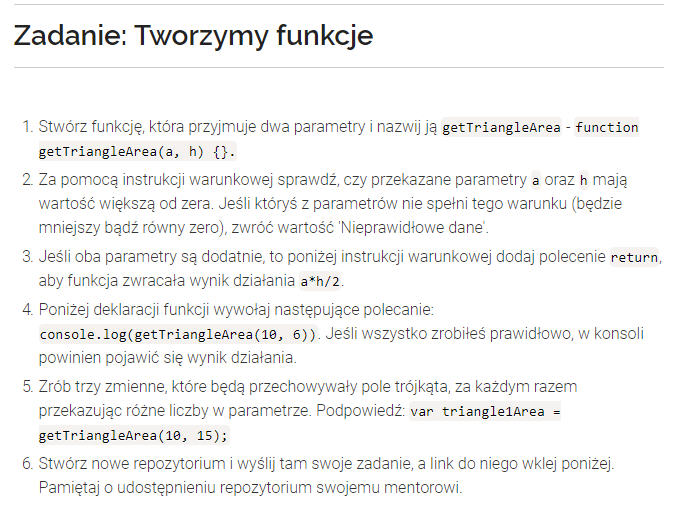 Zadanie: Tworzymy funkcje
1. Stwórz funkcję, która przyjmuje dwa parametry i nazwij ją getTriangleArea - function
getTriangleArea(a, h) {}.
2. Za pomocą instrukcji warunkowej sprawdź, czy przekazane parametry a oraz h mają
wartość większą od zera. Jeśli któryś z parametrów nie spełni tego warunku (będzie
mniejszy bądź równy zero), zwróć wartość 'Nieprawidłowe dane'.
3. Jeśli oba parametry są dodatnie, to poniżej instrukcji warunkowej dodaj polecenie return,
aby funkcja zwracała wynik działania a*h/2.
4. Poniżej deklaracji funkcji wywołaj następujące polecanie:
console.log(getTriangleArea(10, 6)). Jeśli wszystko zrobiłeś prawidłowo, w konsoli
powinien pojawić się wynik działania.
5. Zrób trzy zmienne, które będą przechowywały pole trójkąta, za każdym razem
przekazując różne liczby w parametrze. Podpowiedź: var triangle1Area =
getTriangleArea(10, 15);
6. Stwórz nowe repozytorium i wyślij tam swoje zadanie, a link do niego wklej poniżej.
Pamiętaj o udostępnieniu repozytorium swojemu mentorowi.